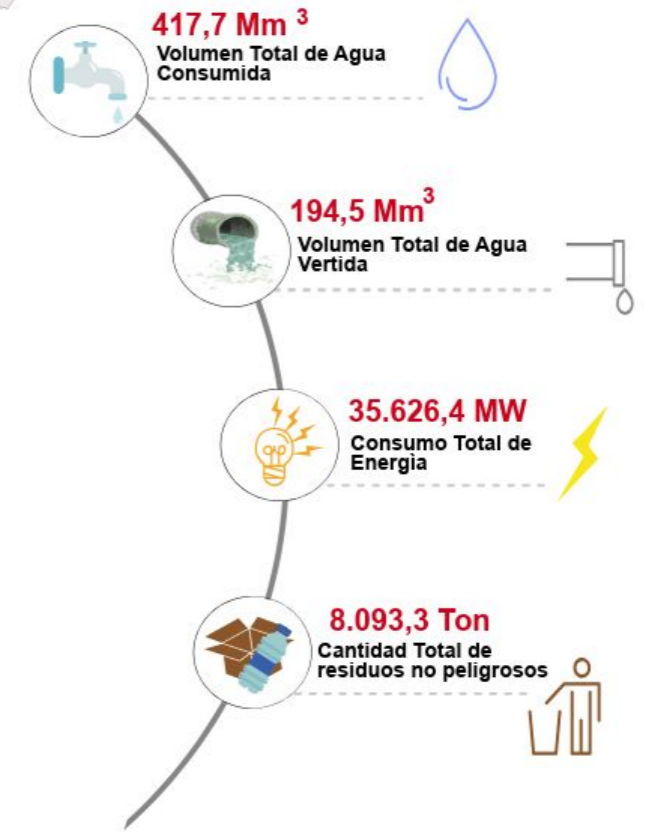 417,7 Mm ³
Volumen Total de Agua
Consumida
194,5 Mm³
Volumen Total de Agua
Vertida
35.626,4 MW
Consumo Total de
Energìa
8.093,3 Ton
Cantidad Total de
residuos no peligrosos